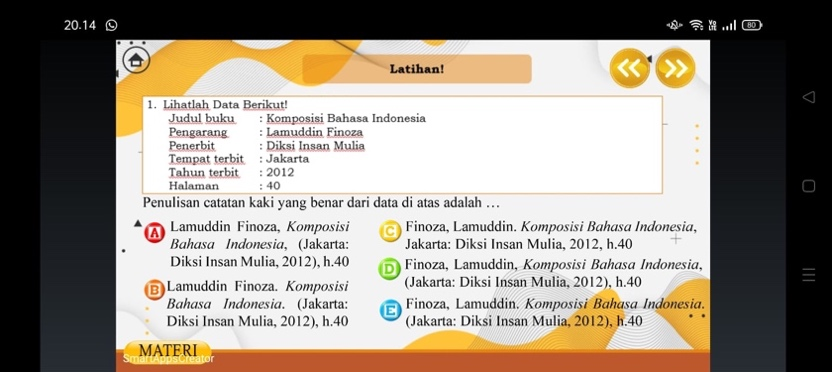 20.14
80
Latihan!
1. Lihatlah Data Berikut!
Judul buku : Komposisi Bahasa Indonesia
Pengarang : Lamuddin Finoza
Penerbit : Diksi Insan Mulia
Tempat terbit : Jakarta
Tahun terbit : 2012
Halaman : 40
Penulisan catatan kaki yang benar dari data di atas adalah …
A Lamuddin Finoza, Komposisi
Bahasa Indonesia, (Jakarta:
Diksi Insan Mulia, 2012), h.40
B Lamuddin Finoza. Komposisi
Bahasa Indonesia. (Jakarta:
Diksi Insan Mulia, 2012), h.40
C Finoza, Lamuddin. Komposisi Bahasa Indonesia,
Jakarta: Diksi Insan Mulia, 2012, h.40
D Finoza, Lamuddin, Komposisi Bahasa Indonesia,
(Jakarta: Diksi Insan Mulia, 2012), h.40
E Finoza, Lamuddin. Komposisi Bahasa Indonesia.
(Jakarta: Diksi Insan Mulia, 2012), h.40
MATERI
SmartAppsCreator